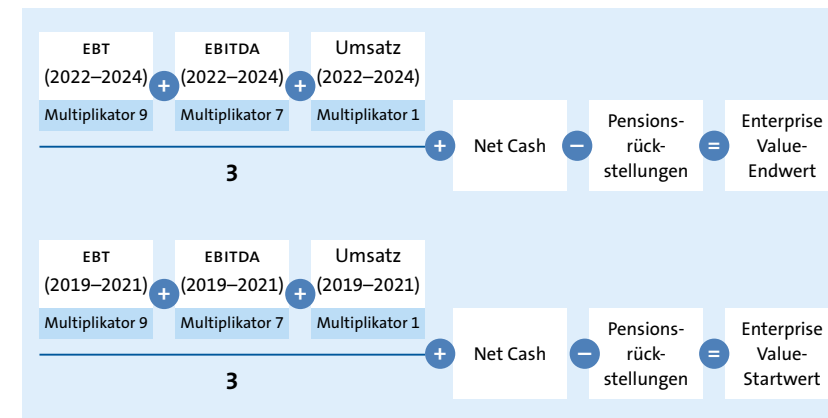 EBT
(2022–2024)
Multiplikator 9
+
EBITDA
(2022–2024)
Multiplikator 7
+
Umsatz
(2022–2024)
Multiplikator 1
3
+
Net Cash
–
Pensions-
rück-
stellungen
=
Enterprise
Value-
Endwert
EBT
(2019–2021)
Multiplikator 9
+
EBITDA
(2019–2021)
Multiplikator 7
+
Umsatz
(2019–2021)
Multiplikator 1
3
+
Net Cash
–
Pensions-
rück-
stellungen
=
Enterprise
Value-
Startwert